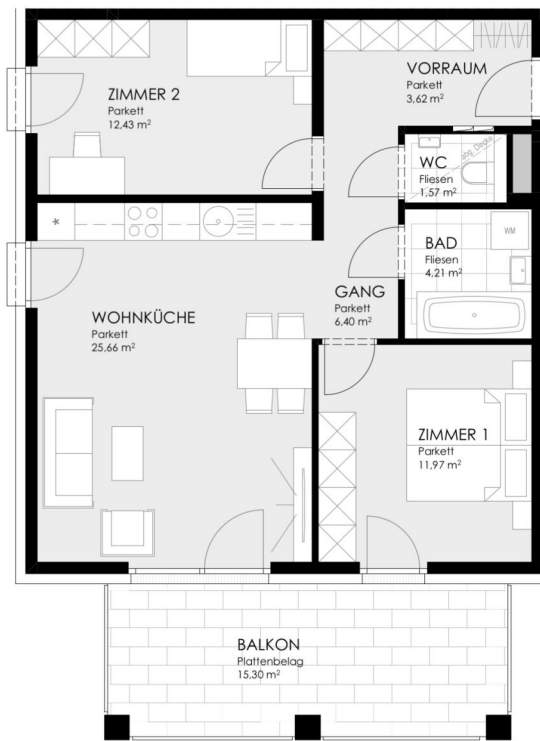 ZIMMER 2
Parkett
12,43 m²
VORRAUM
Parkett
3,62 m²
abg. Decke
WC
Fliesen
1,57 m²
BAD
Fliesen
4,21 m²
WM
*
GANG
Parkett
6,40 m²
WOHNKÜCHE
Parkett
25,66 m²
ZIMMER 1
Parkett
11,97 m²
BALKON
Plattenbelag
15,30 m²